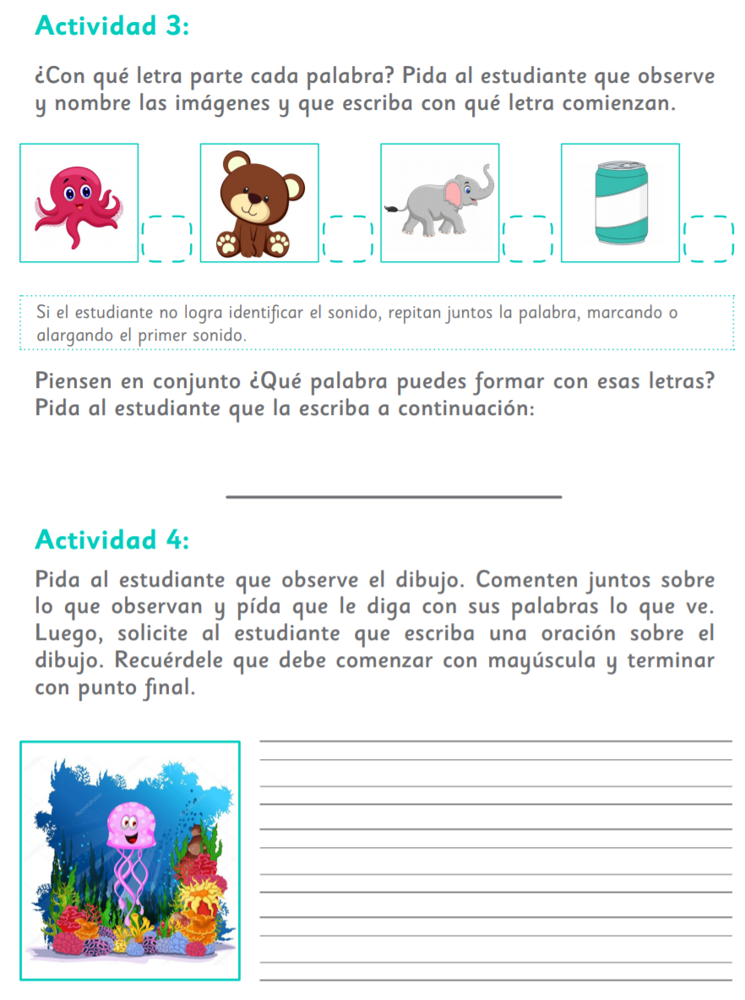 Actividad 3:
¿Con qué letra parte cada palabra? Pida al estudiante que observe
y nombre las imágenes y que escriba con qué letra comienzan.
Si el estudiante no logra identificar el sonido, repitan juntos la palabra, marcando o
alargando el primer sonido.
Piensen en conjunto ¿Qué palabra puedes formar con esas letras?
Pida al estudiante que la escriba a continuación:
Actividad 4:
Pida al estudiante que observe el dibujo. Comenten juntos sobre
lo que observan y pída que le diga con sus palabras lo que ve.
Luego, solicite al estudiante que escriba una oración sobre el
dibujo. Recuérdele que debe comenzar con mayúscula y terminar
con punto final.